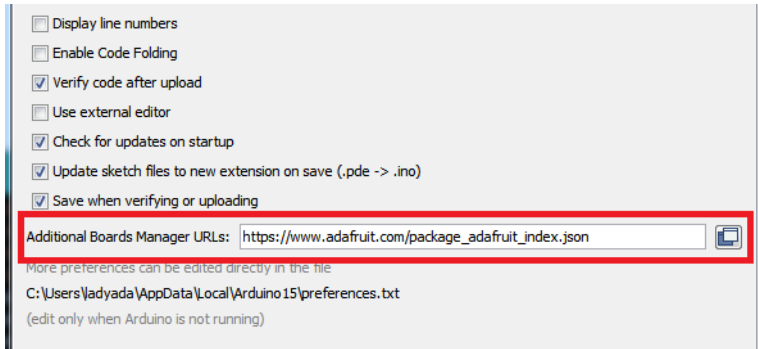 Display line numbers
Enable Code Folding
Verify code after upload
Use external editor
Check for updates on startup
Update sketch files to new extension on save (.pde -> .ino)
Save when verifying or uploading
Additional Boards Manager URLs: https://www.adafruit.com/package_adafruit_index.json
More preferences can be edited directly in the file
C:\Users\ladyada\AppData\Local\Arduino15\preferences.txt
(edit only when Arduino is not running)